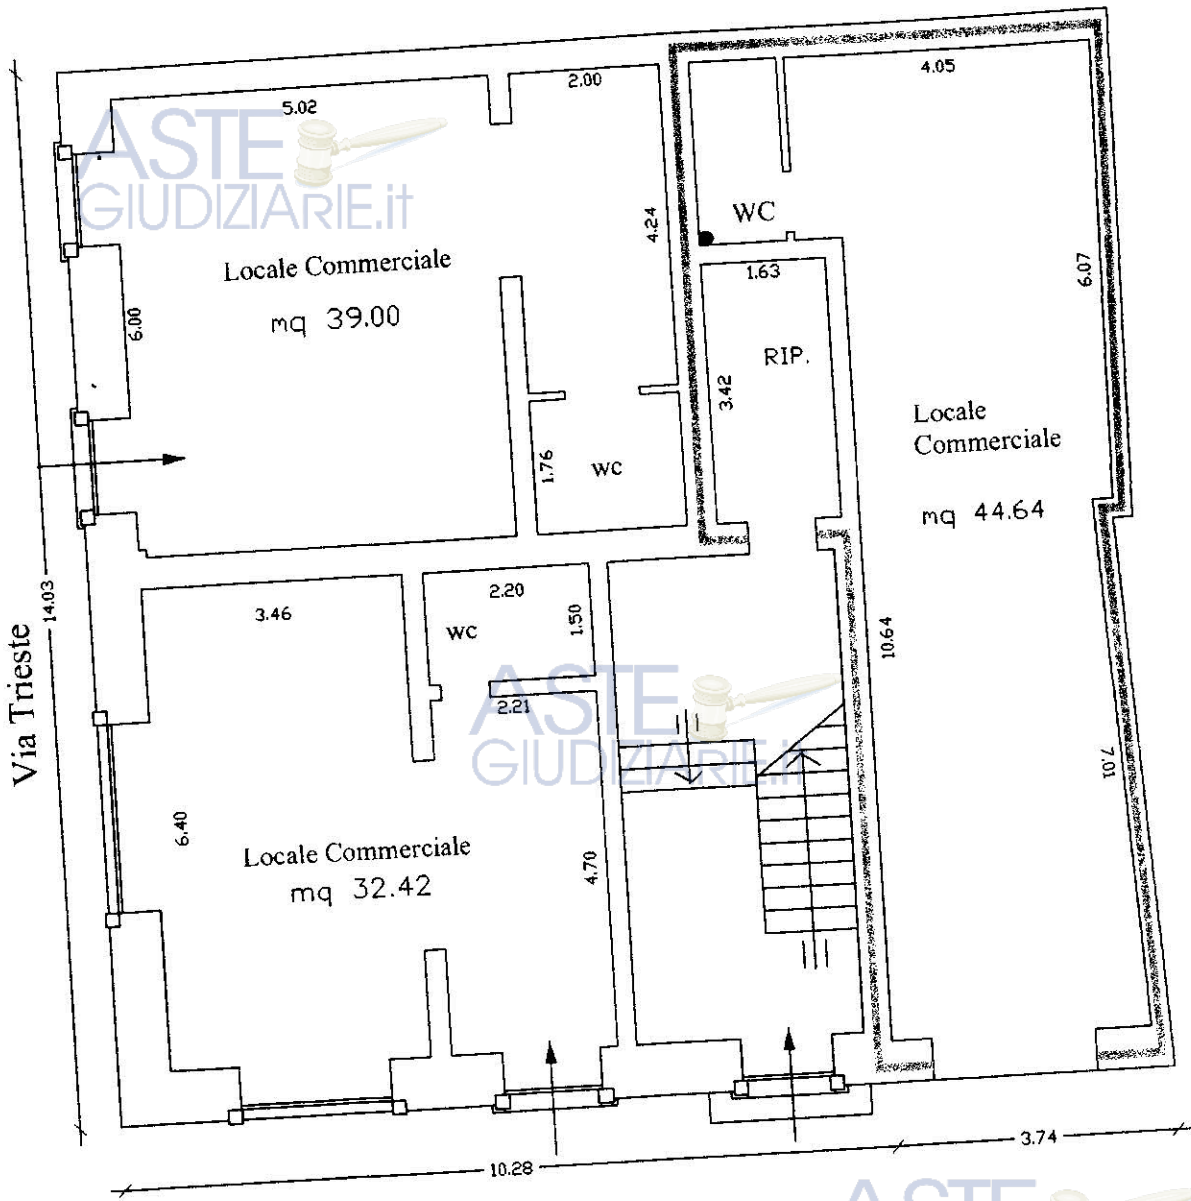 4.05
2.00
5.02
ASTE
GIUDIZIARIE.it
WC
4.24
1.63
6.07
Locale Commerciale
mq 39.00
6.00
RIP.
3.42
Locale
Commerciale
mq 44.64
1.76
WC
14.03
Via Trieste
3.46
2.20
1.50
WC
10.64
ASTE
GIUDIZIARIE.it
2.21
7.01
6.40
Locale Commerciale
mq 32.42
4.70
10.28
3.74
ASTE